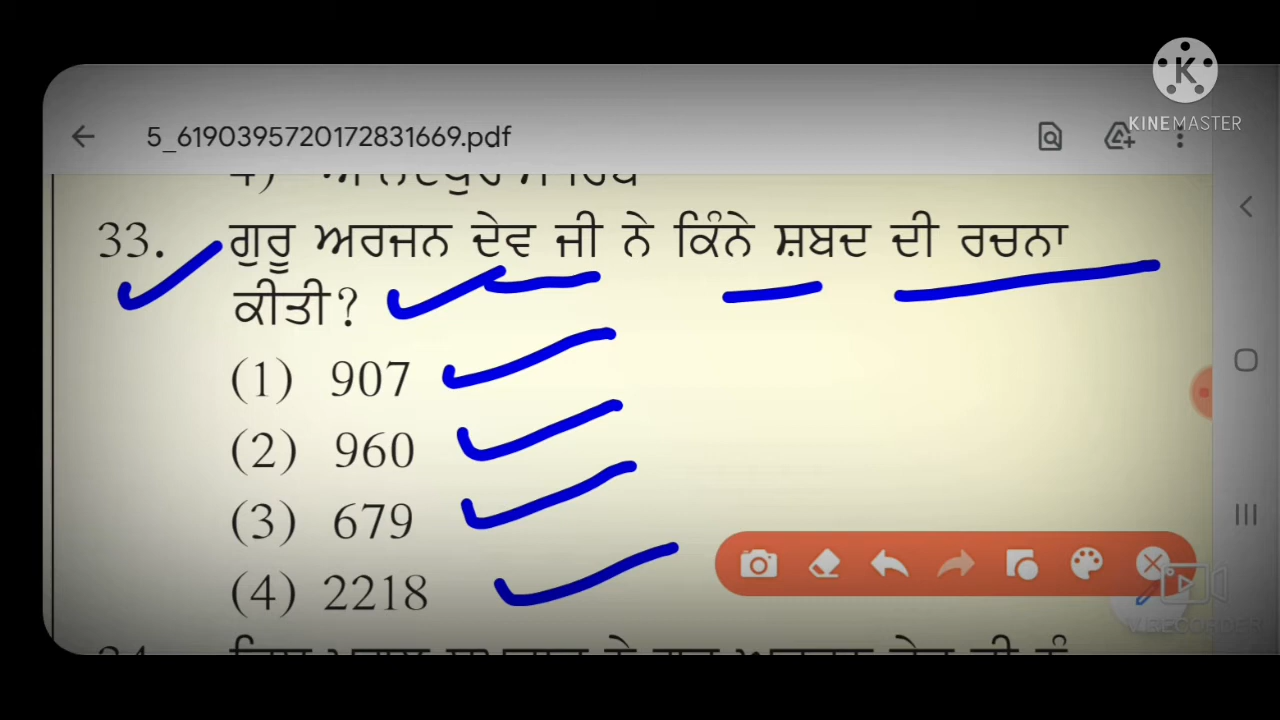 KINEMASTER
5_6190395720172831669.pdf
33. ਗੁਰੂ ਅਰਜਨ ਦੇਵ ਜੀ ਨੇ ਕਿੰਨੇ ਸ਼ਬਦ ਦੀ ਰਚਨਾ
ਕੀਤੀ?
(1) 907
(2) 960
(3) 679
(4) 2218